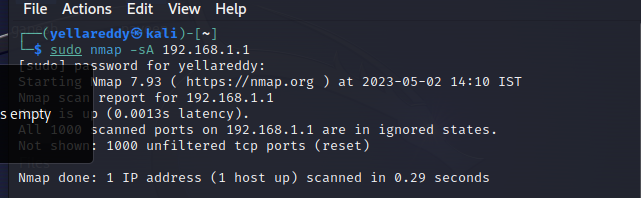 File Actions Edit View Help
┌──(yellareddy㉿kali)-[~]
└─$ sudo nmap -sA 192.168.1.1
[sudo] password for yellareddy:
Starting Nmap 7.93 ( https://nmap.org ) at 2023-05-02 14:10 IST
Nmap scan report for 192.168.1.1
s empty
is up (0.0013s latency).
All 1000 scanned ports on 192.168.1.1 are in ignored states.
Not shown: 1000 unfiltered tcp ports (reset)
Nmap done: 1 IP address (1 host up) scanned in 0.29 seconds